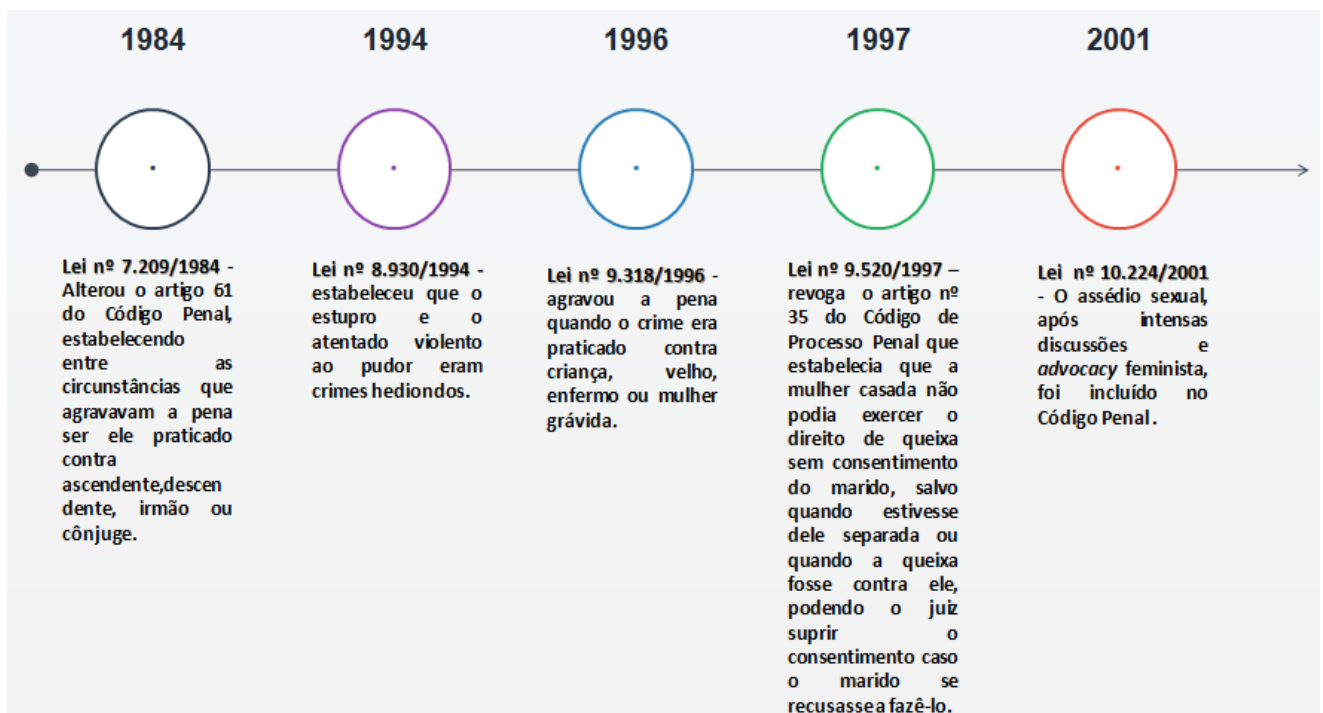 1984
1994
1996
1997
2001
Lei nº 7.209/1984 -
Alterou o artigo 61
do Código Penal,
estabelecendo
entre as
circunstâncias que
agravavam a pena
ser ele praticado
contra
ascendente,descen
dente, irmão ou
cônjuge.
Lei nº 8.930/1994 -
estabeleceu que o
estupro e o
atentado violento
ao pudor eram
crimes hediondos.
Lei nº 9.318/1996 -
agravou a pena
quando o crime era
praticado contra
criança, velho,
enfermo ou mulher
grávida.
Lei nº 9.520/1997 –
revoga o artigo nº
35 do Código de
Processo Penal que
estabelecia que a
mulher casada não
podia exercer o
direito de queixa
sem consentimento
do marido, salvo
quando estivesse
dele separada ou
quando a queixa
fosse contra ele,
podendo o juiz
suprir o
consentimento caso
o marido se
recusasse a fazê-lo.
Lei nº 10.224/2001
- O assédio sexual,
após intensas
discussões e
advocacy feminista,
foi incluído no
Código Penal .